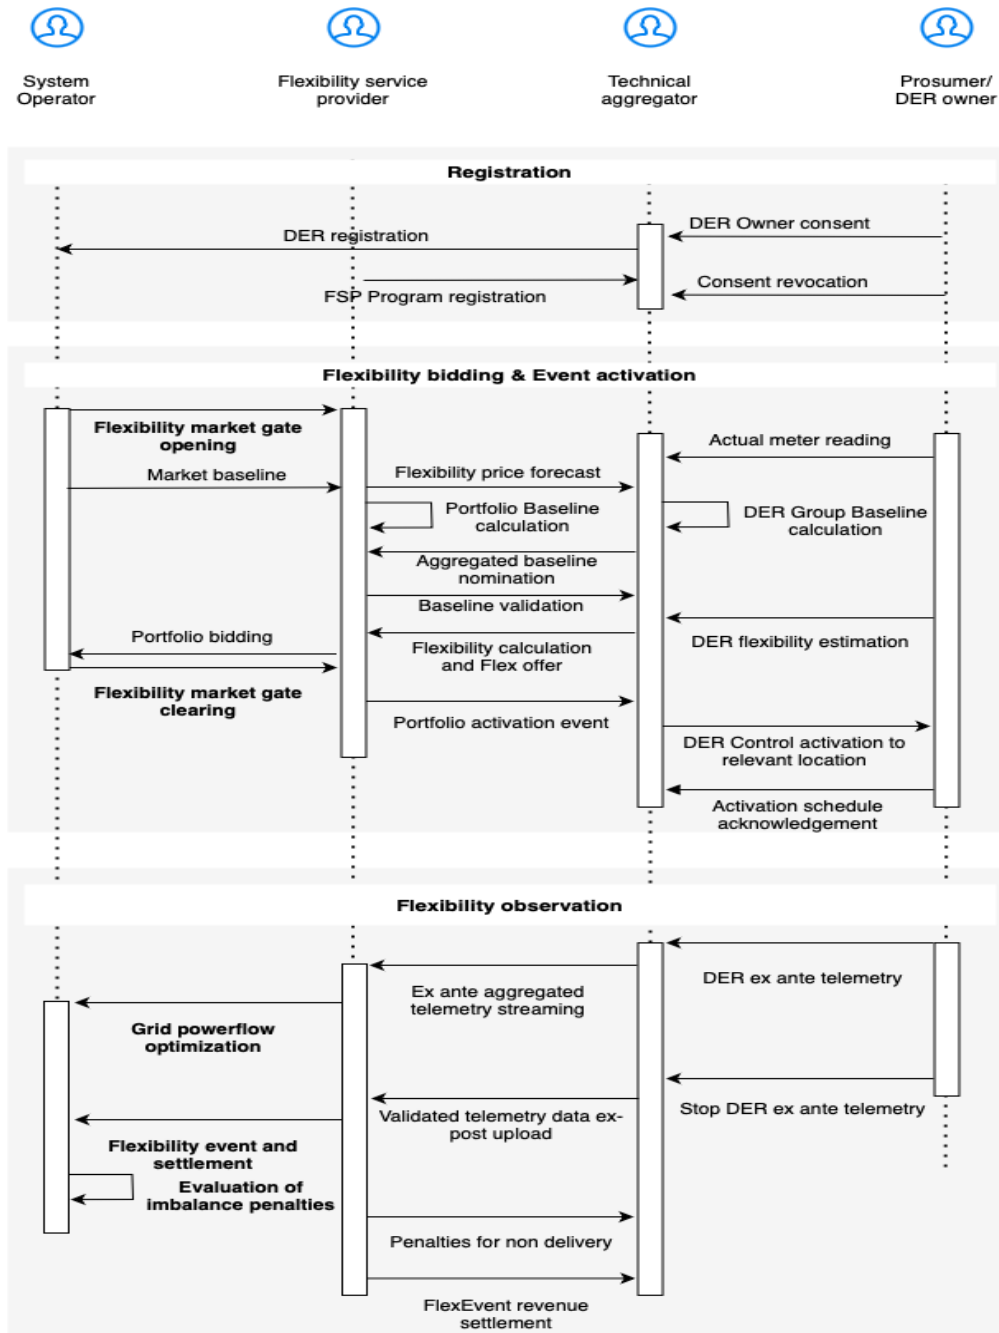 System
Operator
Flexibility service
provider
Technical
aggregator
Prosumer/
DER owner
Registration
DER Owner consent
DER registration
Consent revocation
FSP Program registration
Flexibility bidding & Event activation
Flexibility market gate
opening
Actual meter reading
Market baseline
Flexibility price forecast
Portfolio Baseline
calculation
DER Group Baseline
calculation
Aggregated baseline
nomination
Baseline validation
Portfolio bidding
DER flexibility estimation
Flexibility calculation
and Flex offer
Flexibility market gate
clearing
Portfolio activation event
DER Control activation to
relevant location
Activation schedule
acknowledgement
Flexibility observation
DER ex ante telemetry
Ex ante aggregated
telemetry streaming
Grid powerflow
optimization
Stop DER ex ante telemetry
Validated telemetry data ex-
post upload
Flexibility event and
settlement
Evaluation of
imbalance penalties
Penalties for non delivery
FlexEvent revenue
settlement